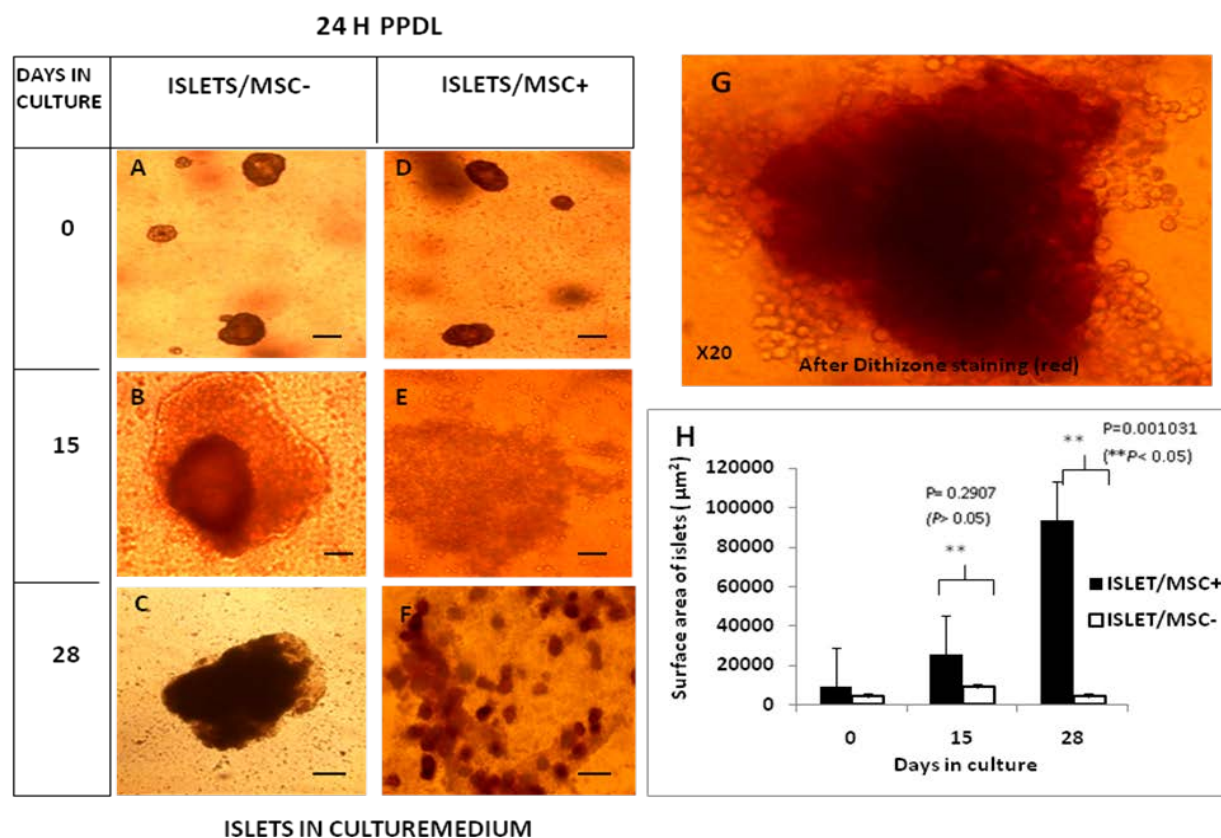 24 H PPDL
DAYS IN
CULTURE
ISLETS/MSC-
ISLETS/MSC+
0
A
D
15
B
E
28
C
F
ISLETS IN CULTUREMEDIUM
G
X20
After Dithizone staining (red)
H
P=0.001031
(**P< 0.05)
**
P= 0.2907
(P> 0.05)
**
Surface area of islets ( µm²)
120000
100000
80000
60000
40000
20000
0
0
15
28
Days in culture
ISLET/MSC+
ISLET/MSC-